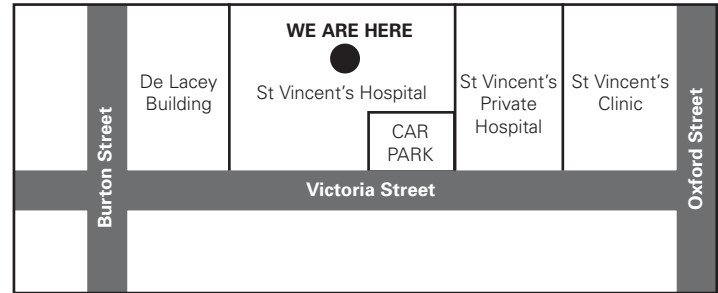 WE ARE HERE
De Lacey
Building
St Vincent's Hospital
CAR
PARK
St Vincent's
Private
Hospital
St Vincent's
Clinic
Burton Street
Victoria Street
Oxford Street